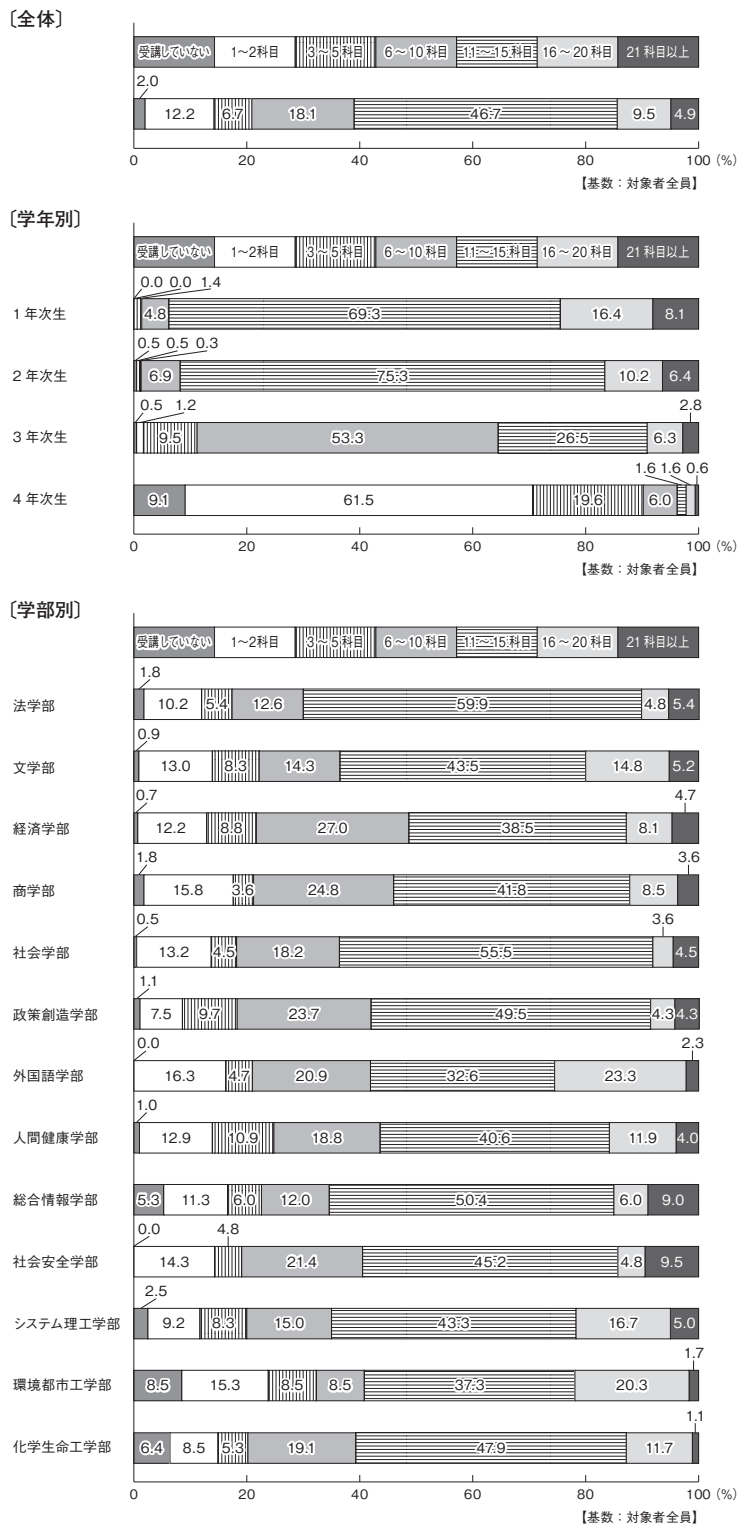 〔全体〕
受講していない 1～2科目 3～5科目 6～10科目 11～15科目 16～20科目 21科目以上
2.0
12.2 6.7 18.1 46.7 9.5 4.9
0 20 40 60 80 100 (%)
【基数：対象者全員】
〔学年別〕
受講していない 1～2科目 3～5科目 6～10科目 11～15科目 16～20科目 21科目以上
0.0 0.0 1.4
1年次生 4.8 69.3 16.4 8.1
0.5 0.5 0.3
2年次生 6.9 75.3 10.2 6.4
0.5 1.2 2.8
3年次生 9.5 53.3 26.5 6.3
1.6 1.6 0.6
4年次生 9.1 61.5 19.6 6.0
0 20 40 60 80 100 (%)
【基数：対象者全員】
〔学部別〕
受講していない 1～2科目 3～5科目 6～10科目 11～15科目 16～20科目 21科目以上
1.8
法学部 10.2 5.4 12.6 59.9 4.8 5.4
0.9
文学部 13.0 8.3 14.3 43.5 14.8 5.2
0.7 4.7
経済学部 12.2 8.8 27.0 38.5 8.1
1.8 3.6
商学部 15.8 3.6 24.8 41.8 8.5
0.5 3.6
社会学部 13.2 4.5 18.2 55.5 4.5
1.1
政策創造学部 7.5 9.7 23.7 49.5 4.3 4.3
0.0 2.3
外国語学部 16.3 4.7 20.9 32.6 23.3
1.0
人間健康学部 12.9 10.9 18.8 40.6 11.9 4.0
総合情報学部 5.3 11.3 6.0 12.0 50.4 6.0 9.0
0.0 4.8
社会安全学部 14.3 21.4 45.2 4.8 9.5
2.5
システム理工学部 9.2 8.3 15.0 43.3 16.7 5.0
1.7
環境都市工学部 8.5 15.3 8.5 8.5 37.3 20.3
1.1
化学生命工学部 6.4 8.5 5.3 19.1 47.9 11.7
0 20 40 60 80 100 (%)
【基数：対象者全員】